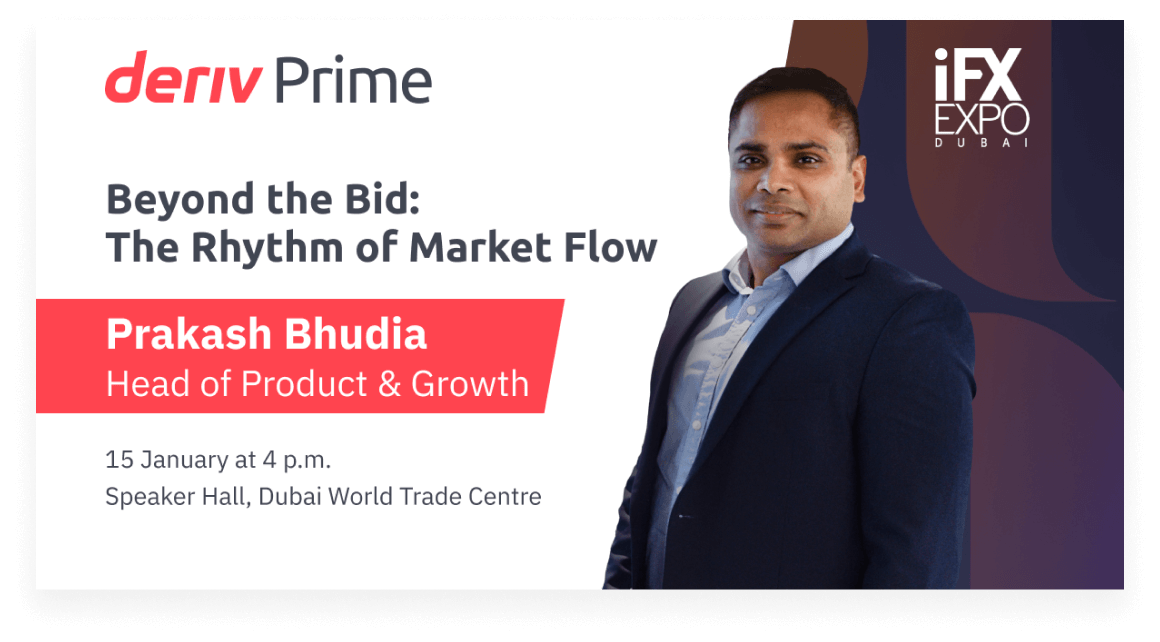 deriv Prime
iFX
EXPO
DUBAI
Beyond the Bid:
The Rhythm of Market Flow
Prakash Bhudia
Head of Product & Growth
15 January at 4 p.m.
Speaker Hall, Dubai World Trade Centre